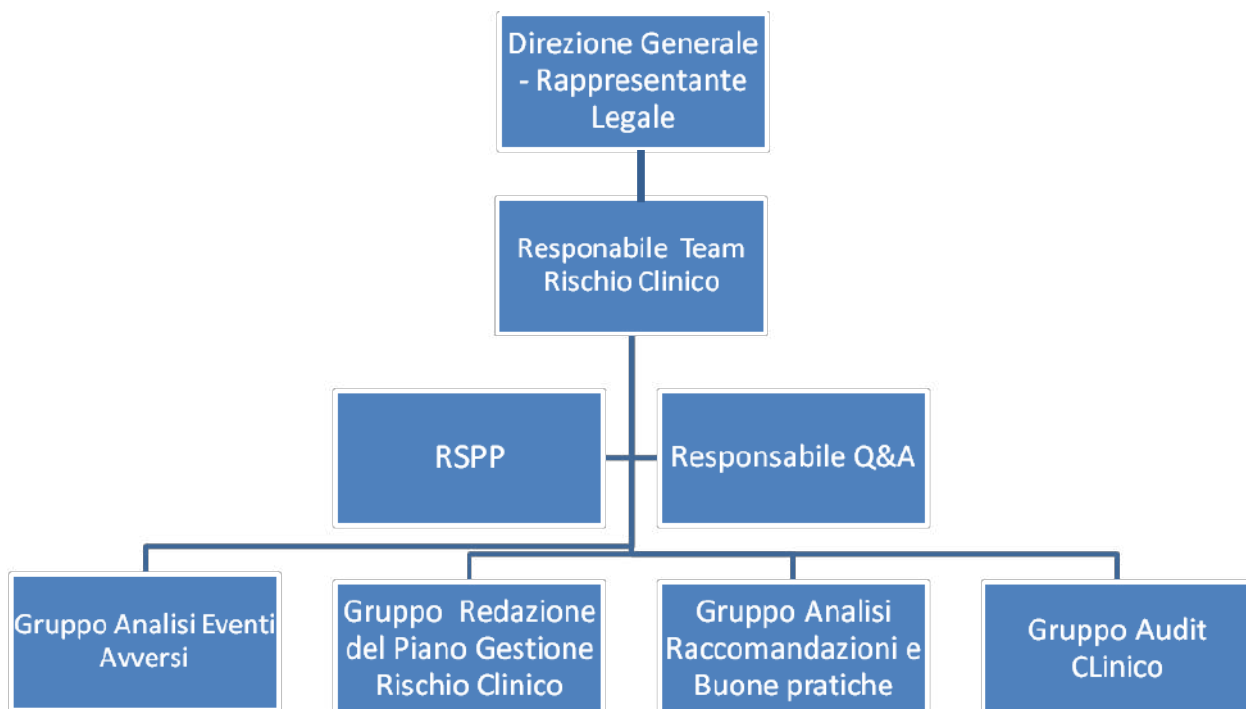 Direzione Generale
- Rappresentante
Legale
Responabile Team
Rischio Clinico
RSPP
Responsabile Q&A
Gruppo Analisi Eventi
Avversi
Gruppo Redazione
del Piano Gestione
Rischio Clinico
Gruppo Analisi
Raccomandazioni e
Buone pratiche
Gruppo Audit
CLinico